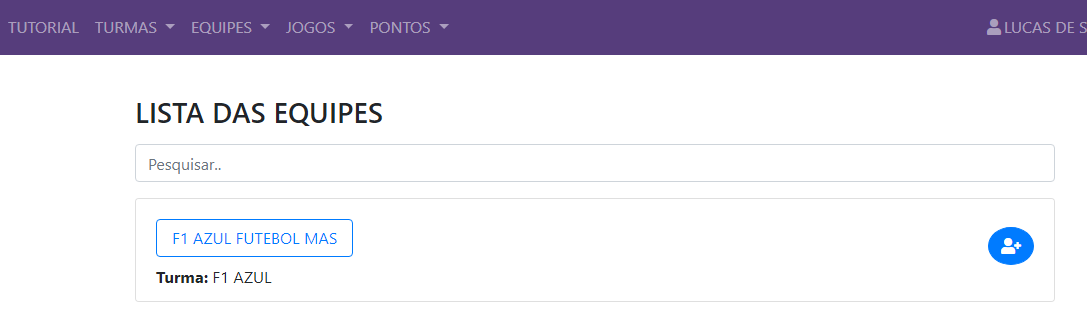 TUTORIAL TURMAS EQUIPES JOGOS PONTOS LUCAS DE S
LISTA DAS EQUIPES
Pesquisar..
F1 AZUL FUTEBOL MAS
Turma: F1 AZUL